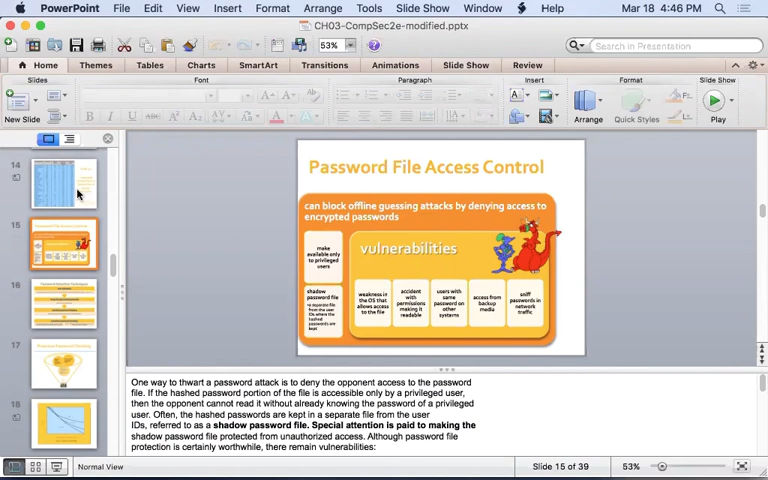 PowerPoint File Edit View Insert Format Arrange Tools Slide Show Window Help Mar 18 4:46 PM
CH03-CompSec2e-modified.pptx
53% Search in Presentation
Home Themes Tables Charts SmartArt Transitions Animations Slide Show Review
Slides Font Paragraph Insert Format Slide Show
New Slide B I U ABC Arrange Quick Styles Play
14
15
16
17
18
Password File Access Control
can block offline guessing attacks by denying access to
encrypted passwords
make
available only
to privileged
users
shadow
password file
vulnerabilities
weakness in
the OS that
allows access
to the file
accident
with
permissions
making it
readable
users with
same
password on
other
systems
access from
backup
media
sniff
passwords in
network
traffic
One way to thwart a password attack is to deny the opponent access to the password
file. If the hashed password portion of the file is accessible only by a privileged user,
then the opponent cannot read it without already knowing the password of a privileged
user. Often, the hashed passwords are kept in a separate file from the user
IDs, referred to as a shadow password file. Special attention is paid to making the
shadow password file protected from unauthorized access. Although password file
protection is certainly worthwhile, there remain vulnerabilities:
Normal View Slide 15 of 39 53%